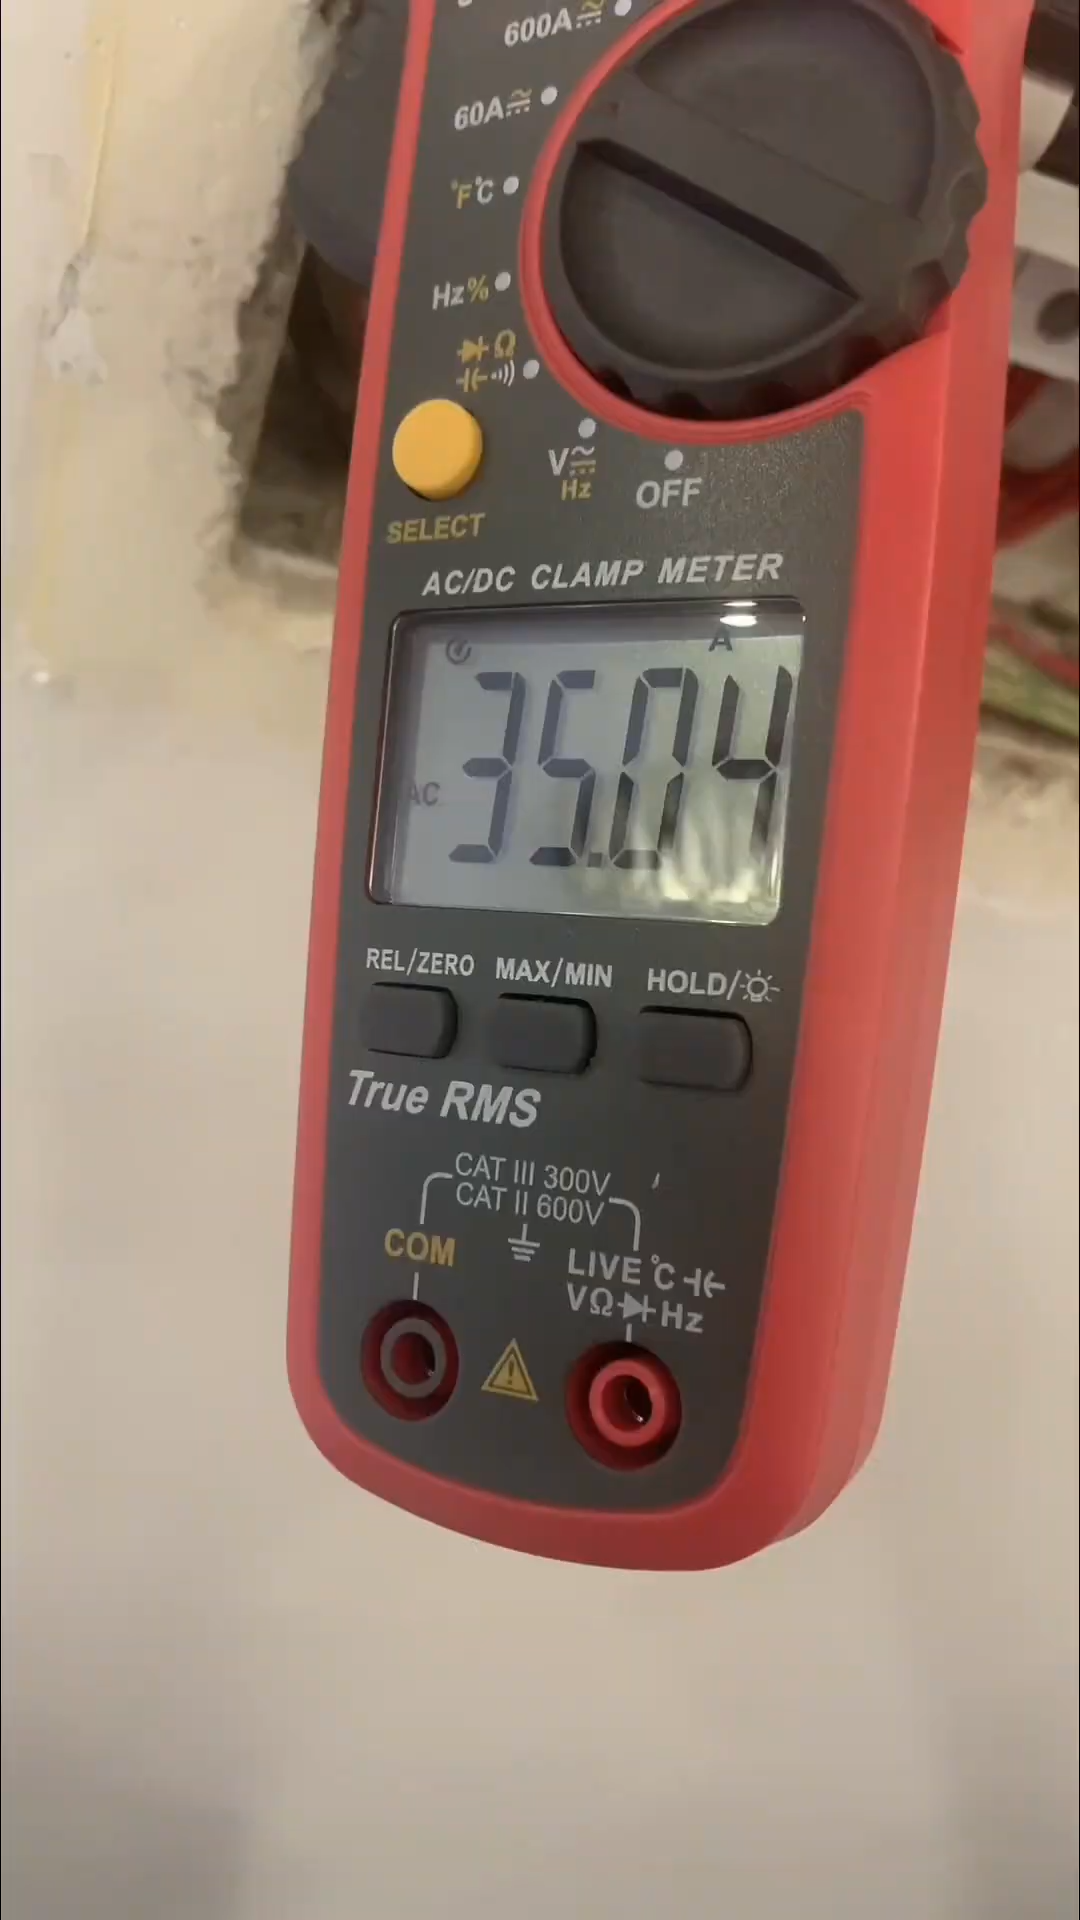 600A
60A
°F°C
Hz%
Ω
V
Hz
OFF
SELECT
AC/DC CLAMP METER
A
AC
35.04
REL/ZERO MAX/MIN HOLD/
True RMS
CAT III 300V
CAT II 600V
COM
LIVE °C
VΩ Hz